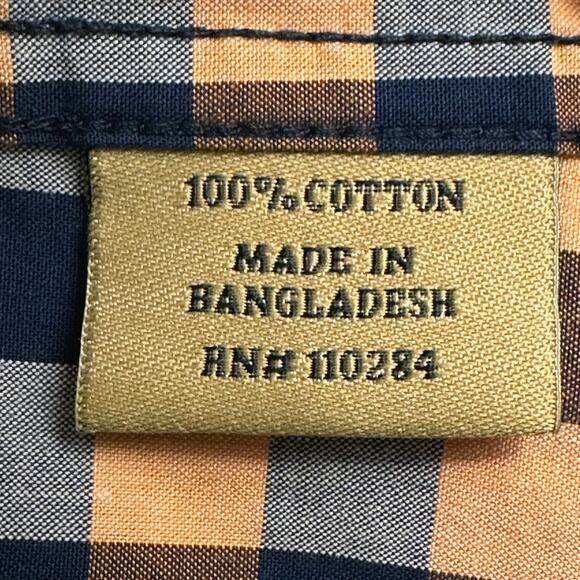 100% COTTON
MADE IN
BANGLADESH
RN# 110284